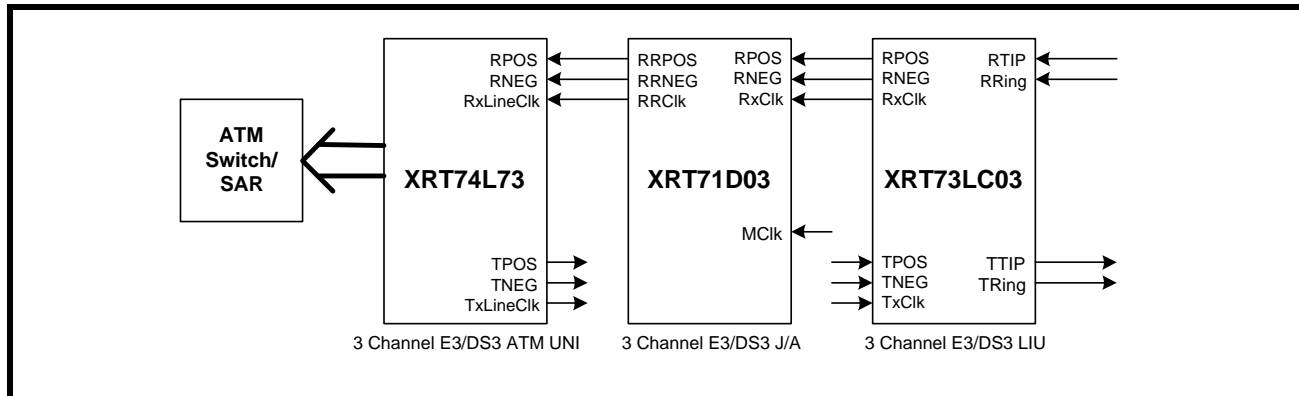 ATM
Switch/
SAR
RPOS
RNEG
RxLineClk
XRT74L73
TPOS
TNEG
TxLineClk
3 Channel E3/DS3 ATM UNI
RRPOS
RRNEG
RRClk
RPOS
RNEG
RxClk
XRT71D03
MClk
3 Channel E3/DS3 J/A
RPOS
RNEG
RxClk
RTIP
RRing
XRT73LC03
TPOS
TNEG
TxClk
TTIP
TRing
3 Channel E3/DS3 LIU